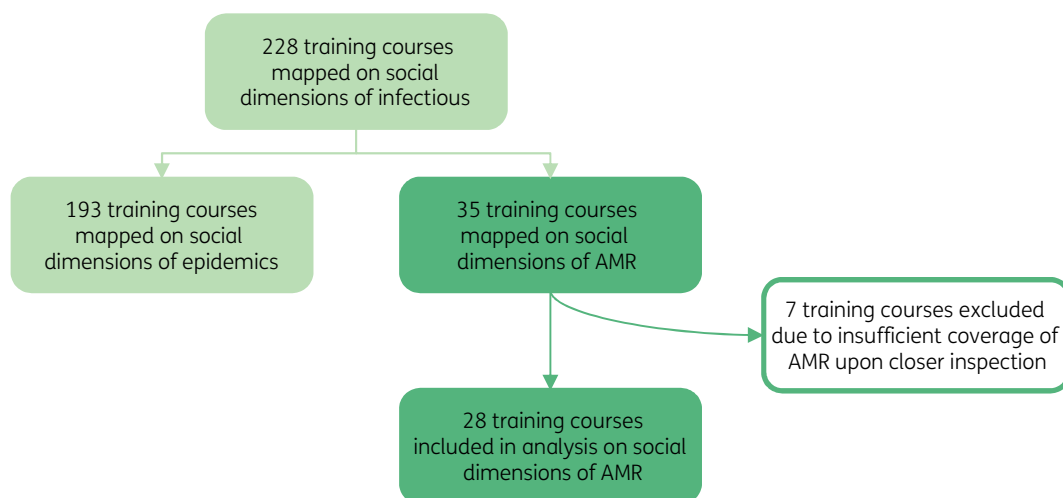 228 training courses
mapped on social
dimensions of infectious
193 training courses
mapped on social
dimensions of epidemics
35 training courses
mapped on social
dimensions of AMR
7 training courses excluded
due to insufficient coverage of
AMR upon closer inspection
28 training courses
included in analysis on social
dimensions of AMR